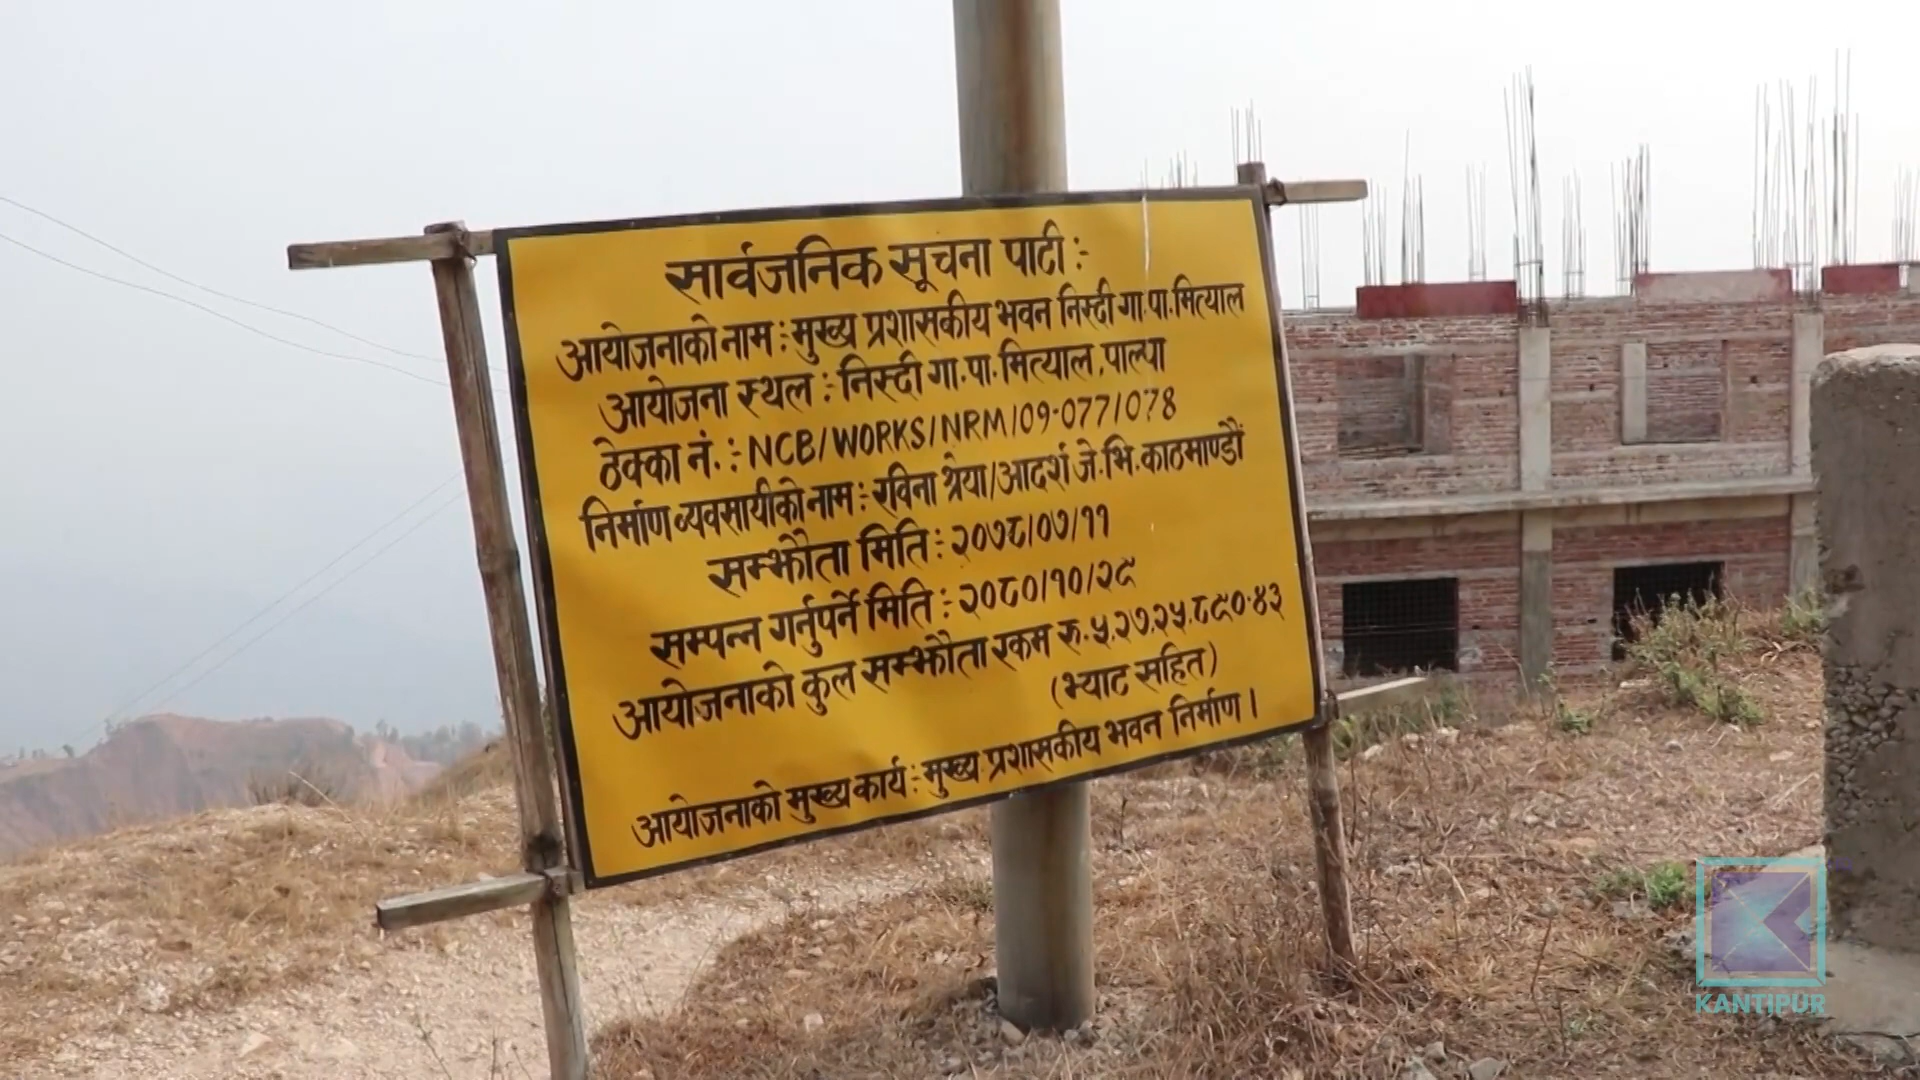 सार्वजनिक सूचना पाटी :-
आयोजनाको नाम :- मुख्य प्रशासकीय भवन निस्दी गा.पा.मित्याल
आयोजना स्थल :- निस्दी गा.पा. मित्याल, पाल्पा
ठेक्का नं. :- NCB/WORKS/NRM/09-077/078
निर्माण व्यवसायीको नाम :- रविना श्रेया/आदर्श जे.भि.काठमाण्डौं
सम्झौता मिति :- २०७८/०७/११
सम्पन्न गर्नुपर्ने मिति :- २०८०/१०/२९
आयोजनाको कुल सम्झौता रकम रु. ५,२७,२५,८९०.४३
(भ्याट सहित)
आयोजनाको मुख्य कार्य :- मुख्य प्रशासकीय भवन निर्माण ।
KANTIPUR